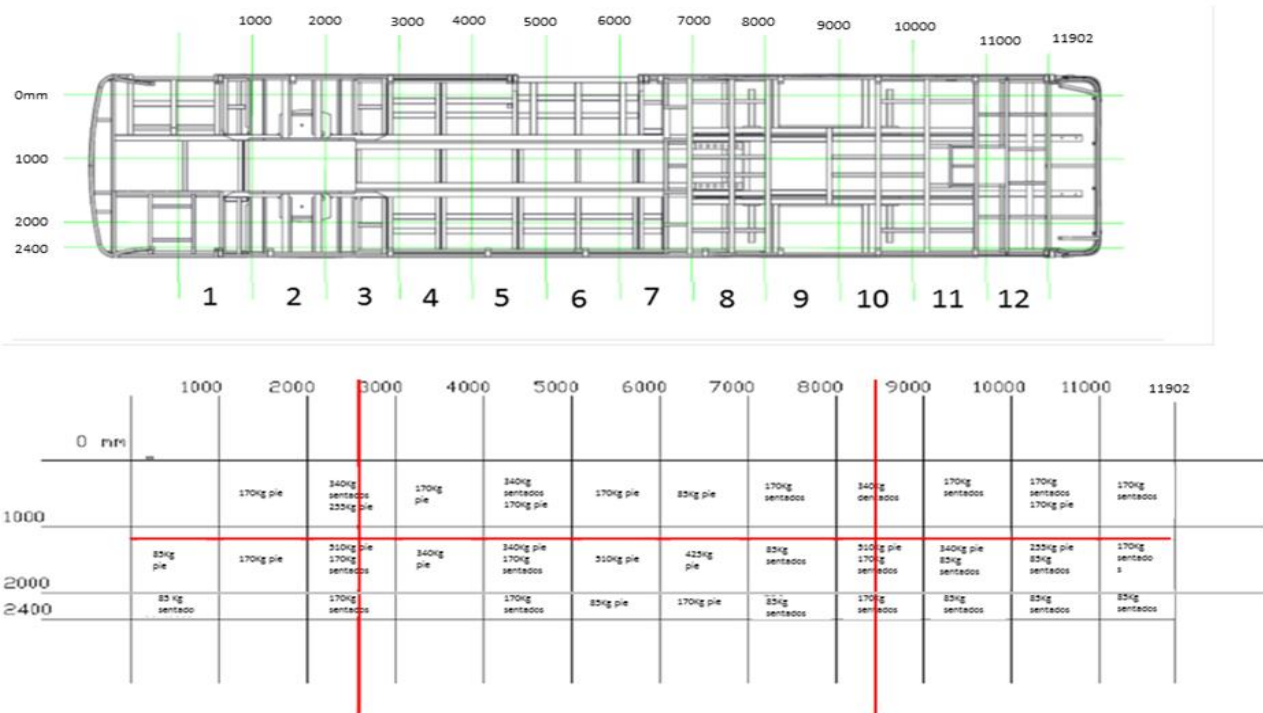 1000 2000 3000 4000 5000 6000 7000 8000 9000 10000 11000 11902
0mm
1000
2000
2400
1 2 3 4 5 6 7 8 9 10 11 12
1000 2000 3000 4000 5000 6000 7000 8000 9000 10000 11000 11902
0 mm
170Kg pie
340Kg
sentados
255Kg pie
170Kg
pie
340Kg
sentados
170Kg pie
170Kg pie
85Kg pie
170Kg
sentados
340Kg
dentados
170Kg
sentados
170Kg
sentados
170Kg pie
170Kg
sentados
1000
85Kg
pie
170Kg pie
510Kg pie
170Kg
sentados
340Kg
pie
340Kg pie
170Kg
sentados
510Kg pie
425Kg
pie
85Kg
sentados
510Kg pie
170Kg
sentados
340Kg pie
85Kg
sentados
255Kg pie
85Kg
sentados
170Kg
sentado
s
2000
85 Kg
sentado
170Kg
sentados
170Kg
sentados
85Kg pie
170Kg pie
85Kg
sentados
170Kg
sentados
85Kg
sentados
85Kg
sentados
85Kg
sentados
2400